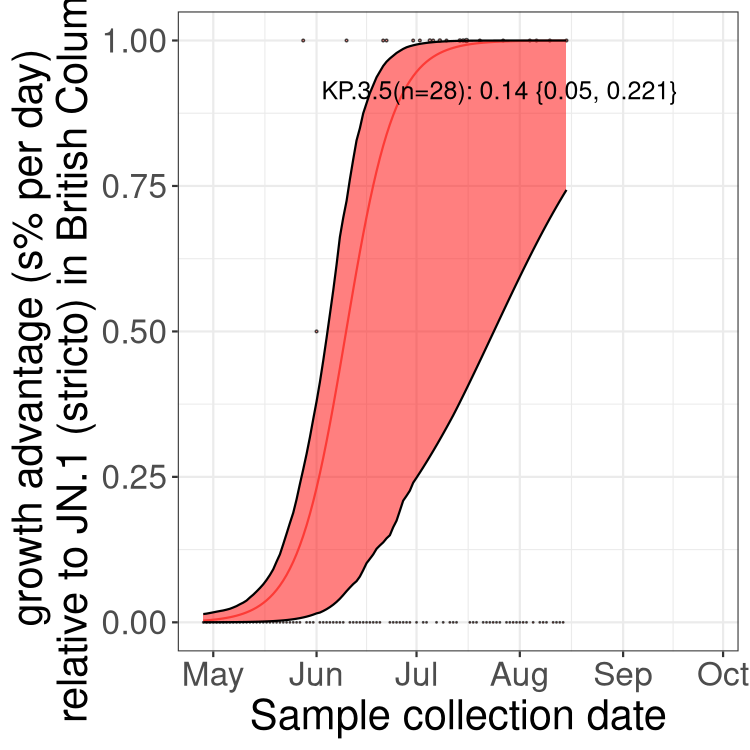 growth advantage (s% per day)
relative to JN.1 (stricto) in British Colum
1.00
KP.3.5(n=28): 0.14 {0.05, 0.221}
0.75
0.50
0.25
0.00
May Jun Jul Aug Sep Oct
Sample collection date